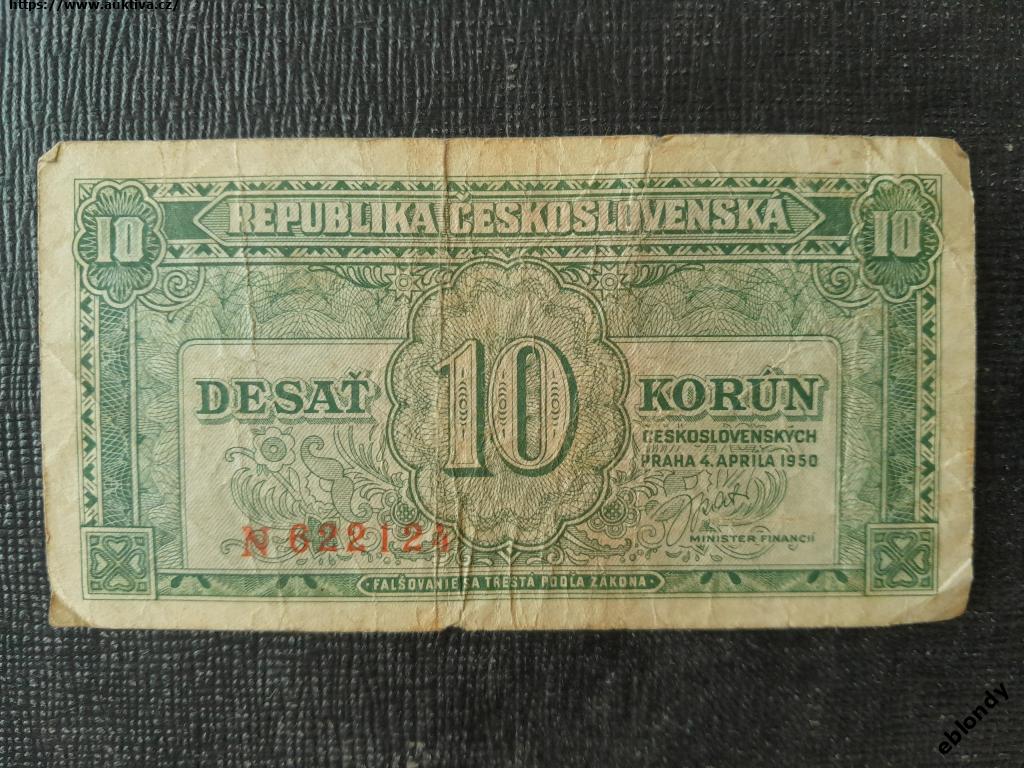 https://www.auktiva.cz/
REPUBLIKA ČESKOSLOVENSKÁ
10
10
DESAŤ
10
KORÚN
ČESKOSLOVENSKÝCH
PRAHA 4. APRÍLA 1950
N 622124
MINISTER FINANCIÍ
·FALŠOVANIE SA TRESTÁ PODĽA ZÁKONA·
eblondy